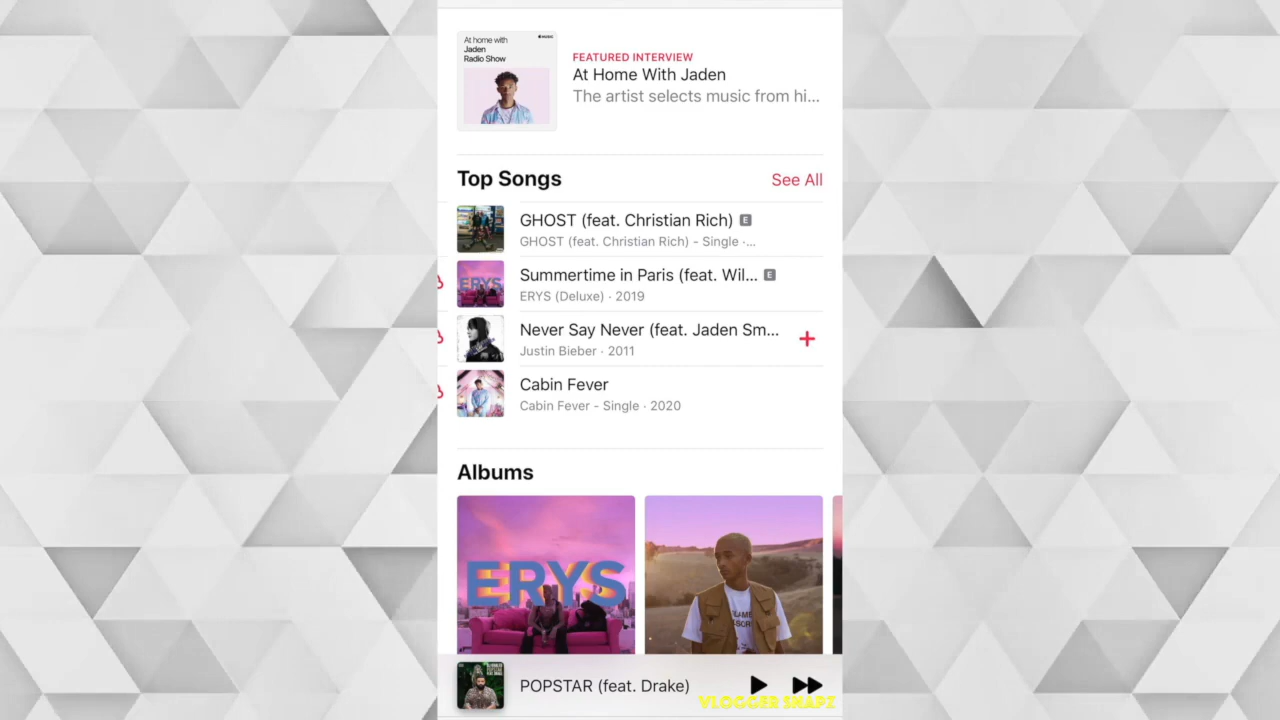 At home with
Jaden
Radio Show
MUSIC
FEATURED INTERVIEW
At Home With Jaden
The artist selects music from hi...
Top Songs
See All
GHOST (feat. Christian Rich) E
GHOST (feat. Christian Rich) - Single ·...
ERYS
Summertime in Paris (feat. Wil... E
ERYS (Deluxe) · 2019
Never Say Never (feat. Jaden Sm...
Justin Bieber · 2011
Cabin Fever
Cabin Fever - Single · 2020
Albums
ERYS
POPSTAR (feat. Drake)
VLOGGER SNAPZ